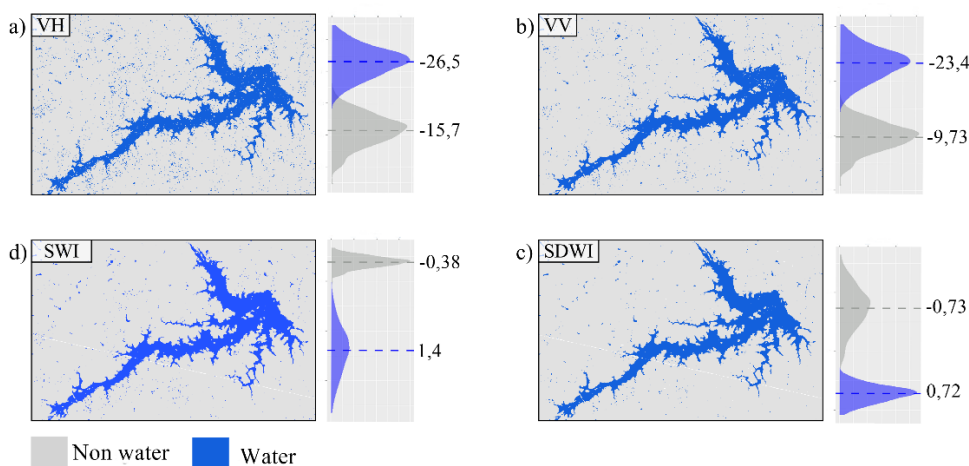 a) VH
-26,5
-15,7
b) VV
-23,4
-9,73
d) SWI
-0,38
1,4
c) SDWI
-0,73
0,72
Non water
Water